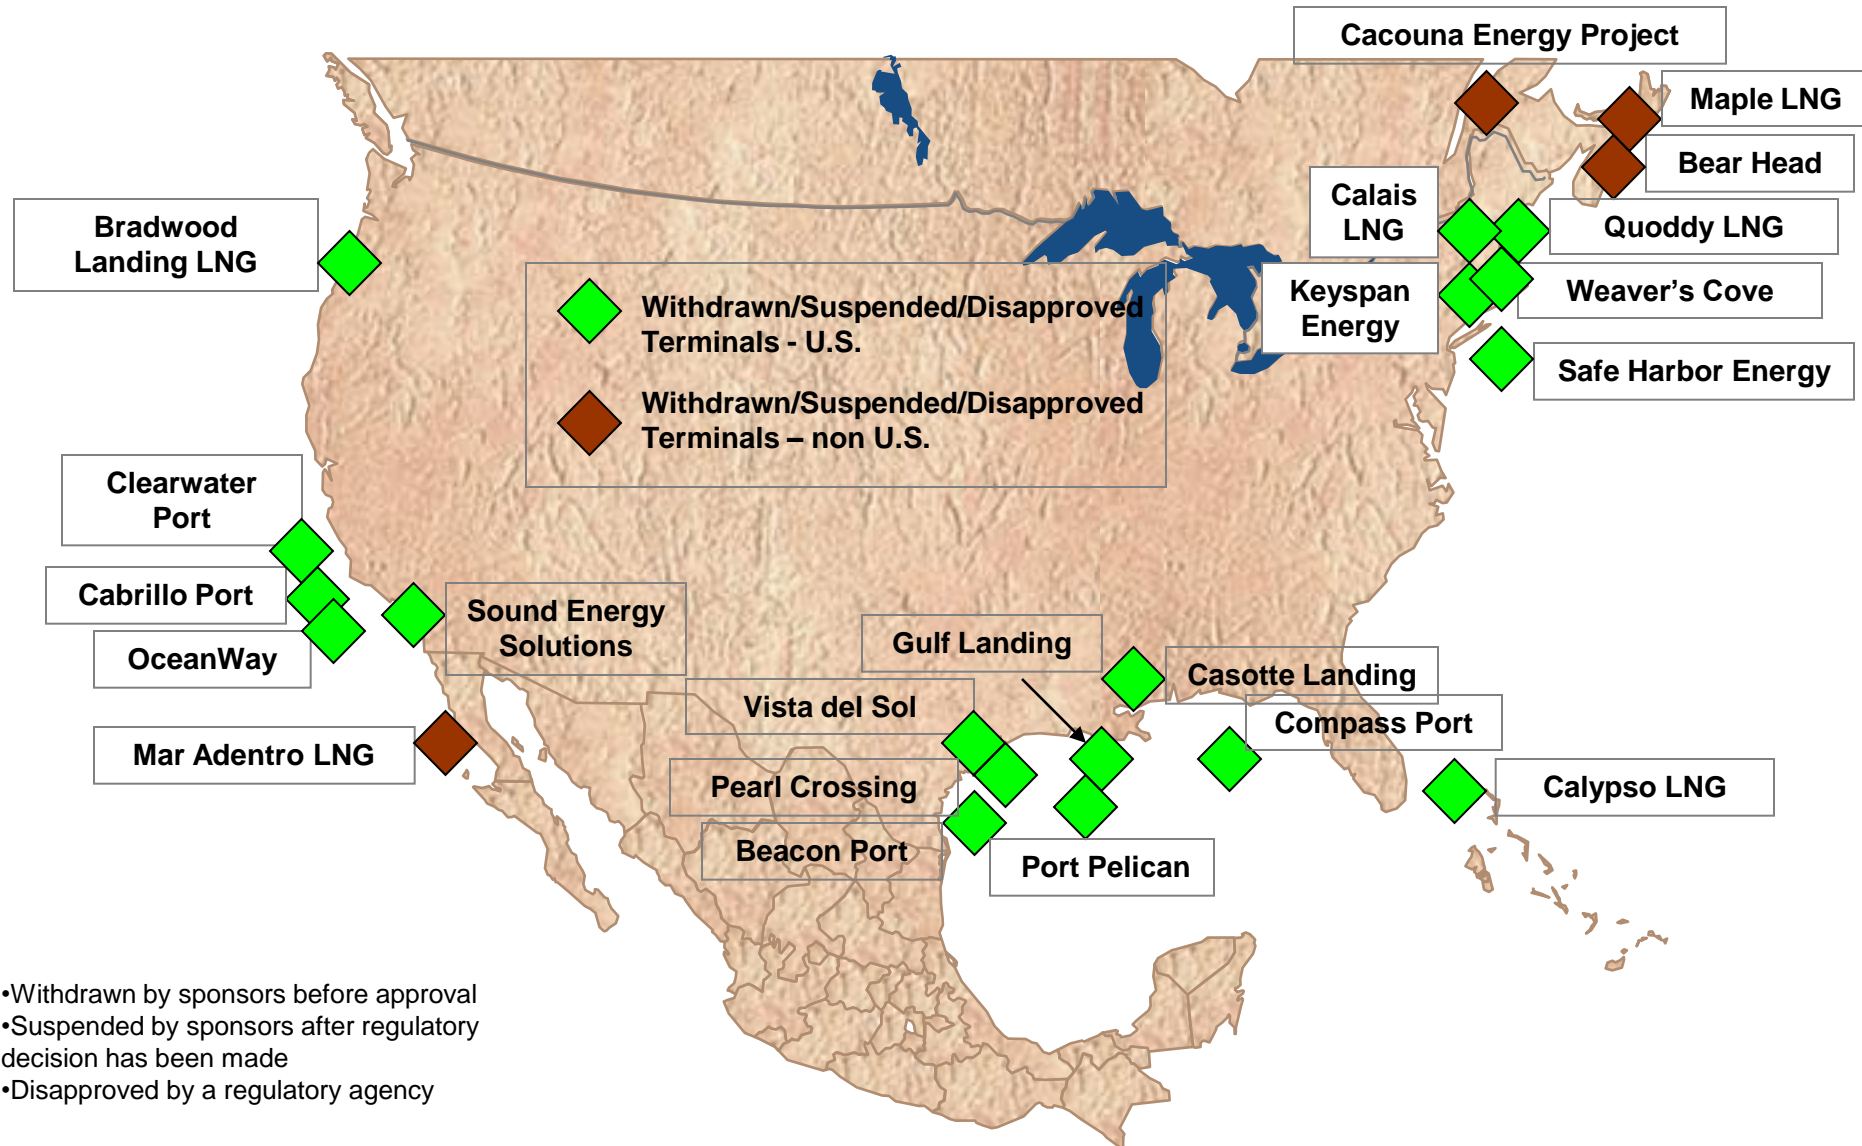 Cacouna Energy Project
Maple LNG
Bear Head
Calais
LNG
Quoddy LNG
Bradwood
Landing LNG
Keyspan
Energy
Weaver’s Cove
Safe Harbor Energy
Withdrawn/Suspended/Disapproved
Terminals - U.S.
Withdrawn/Suspended/Disapproved
Terminals – non U.S.
Clearwater
Port
Cabrillo Port
OceanWay
Sound Energy
Solutions
Gulf Landing
Casotte Landing
Vista del Sol
Compass Port
Mar Adentro LNG
Pearl Crossing
Calypso LNG
Beacon Port
Port Pelican
•Withdrawn by sponsors before approval
•Suspended by sponsors after regulatory
decision has been made
•Disapproved by a regulatory agency